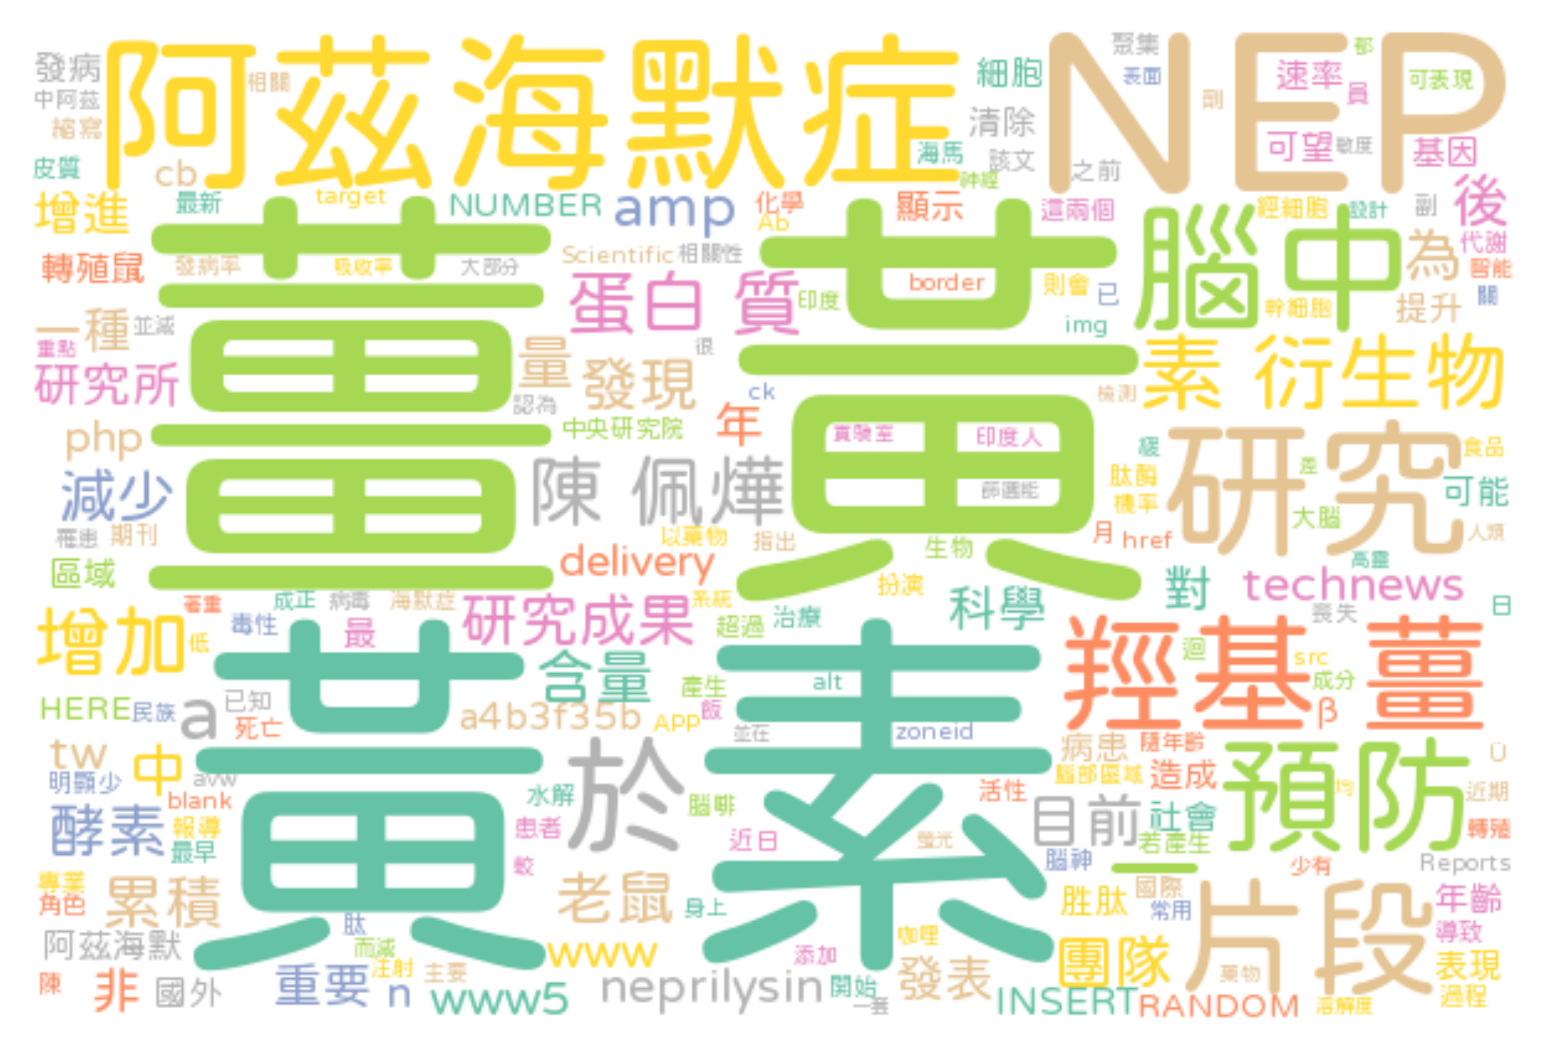 阿茲海默症
NEP
發病
相關
中阿茲
縮寫
皮質
cb
細胞
清除
海馬
該文
神經
之前
聚集
表面
鄰
速率
員
可表現
可望
敏度
基因
劑
增進
最新
target
NUMBER
amp
化學
Ab
顯示
這兩個
經細胞
設計
副
後
為
代謝
智能
關
轉殖鼠
發病率
吸收率
大部分
Scientific
相關性
薑黃
蛋白 質
印度
border
則會
已
img
腦中
幹細胞
提升
一種
並減
重點
研究所
量
發現
很
認為
ck
檢測
素 衍生物
php
中央研究院
年
實驗室
印度人
篩選能
減少
罹患
期刊
陳 佩燁
以藥物
指出
緩
肽酶
機率
研究
差
食品
可能
大腦
人類
月
href
高靈
區域
delivery
生物
扮演
科學
對
technews
喪失
日
著重
成正
病毒
海默症
研究成果
系統
超過
治療
增加
低
毒性
最
黃素
含量
產生
飯
alt
並在
zoneid
羥基 薑
迴
src
成分
β
HERE
民族
a
已知
死亡
a4b3f35b
APP
tw
中
明顯少
avw
blank
於
病患
隨年齡
腦部區域
造成
預防
均
近期
轉殖
酵素
報導
最早
水解
患者
較
腦啡
近日
螢光
活性
目前
社會
若產生
腦神
一
少有
Reports
專業
角色
累積
老鼠
身上
肽
而減
胜肽
國際
常用
片段
年齡
導致
阿茲海默
www
添加
咖哩
團隊
藥物
表現
過程
陳
非
國外
重要
注射
n
主要
www5
neprilysin
開始
發表
INSERT
RANDOM
溶解度